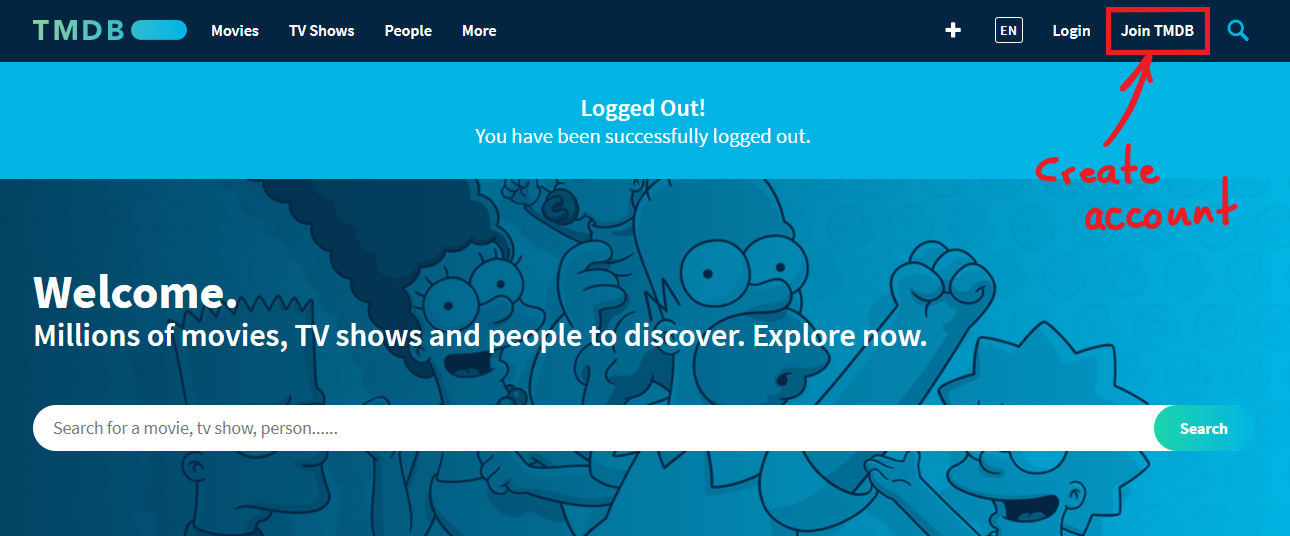 TMDB Movies TV Shows People More + EN Login Join TMDB
Logged Out!
You have been successfully logged out.
Create
account
Welcome.
Millions of movies, TV shows and people to discover. Explore now.
Search for a movie, tv show, person...... Search